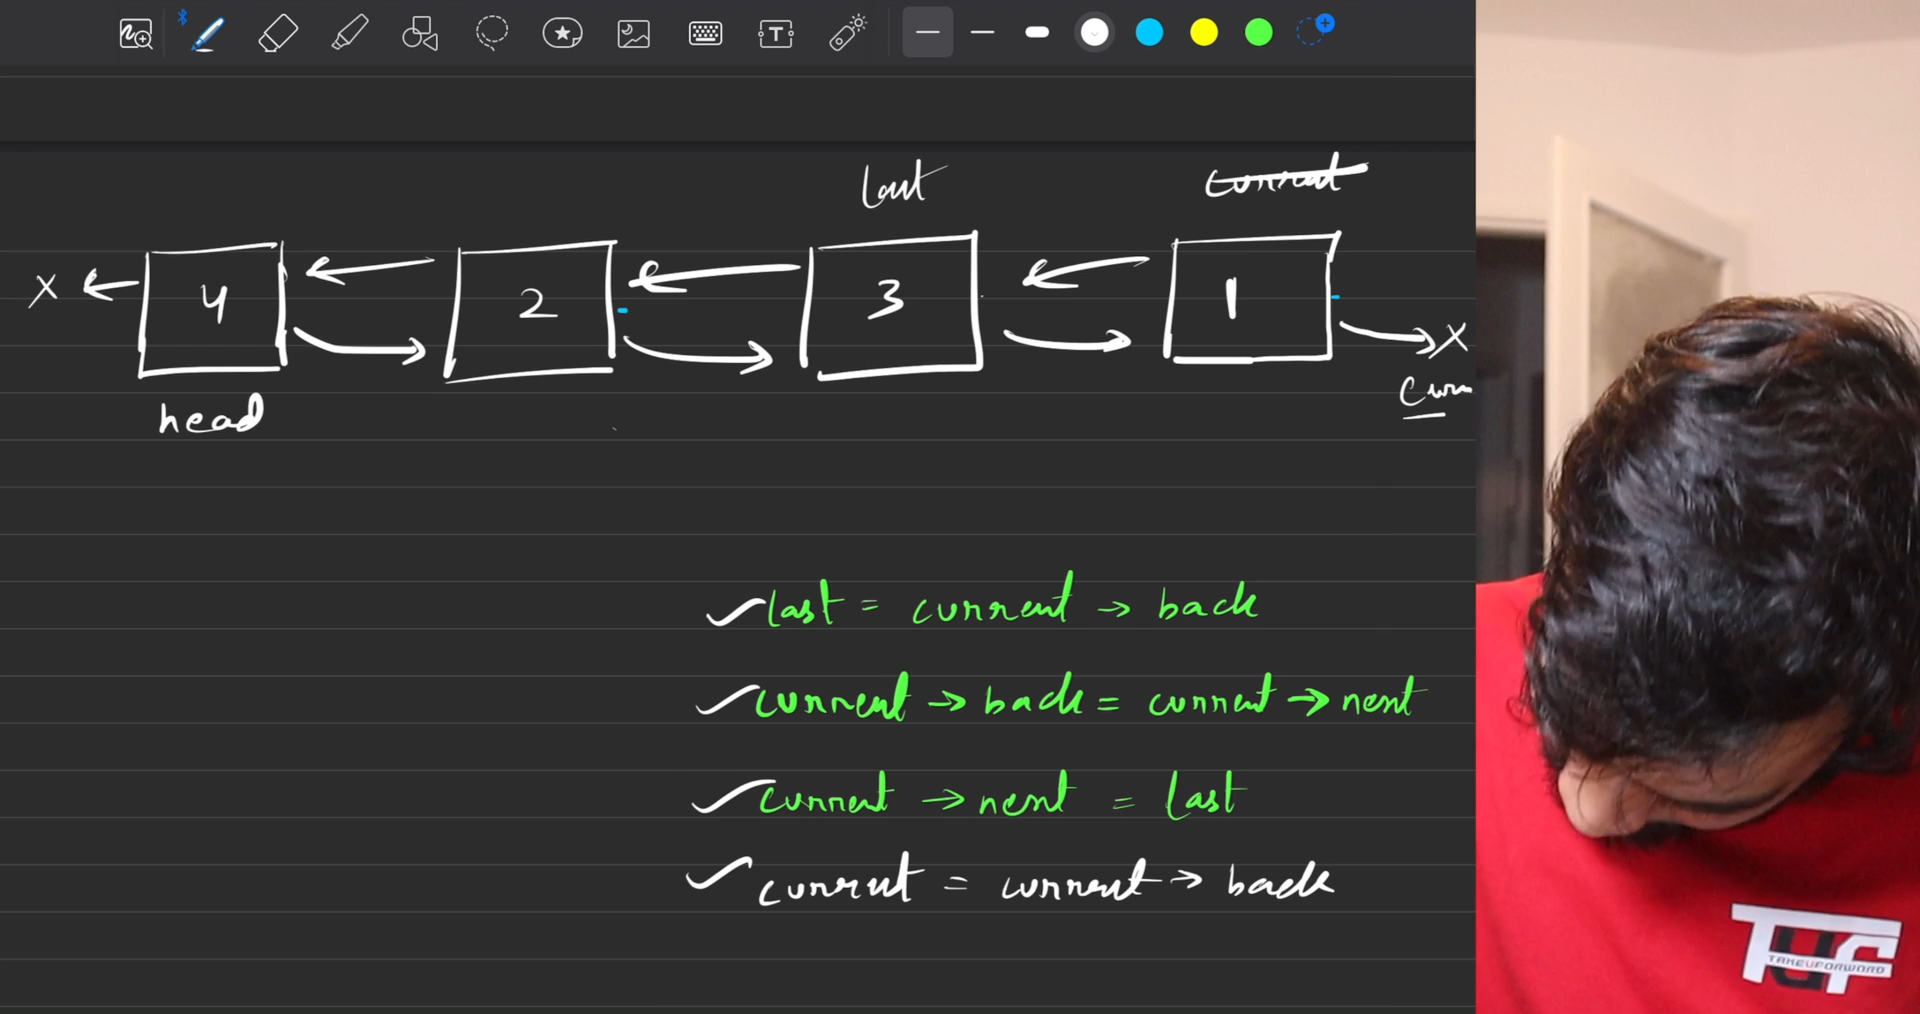 last current
x 4 2 3 1 x
head curr
last = current → back
current → back = current → next
current → next = last
current = current → back
TUF
TAKEUFORWARD